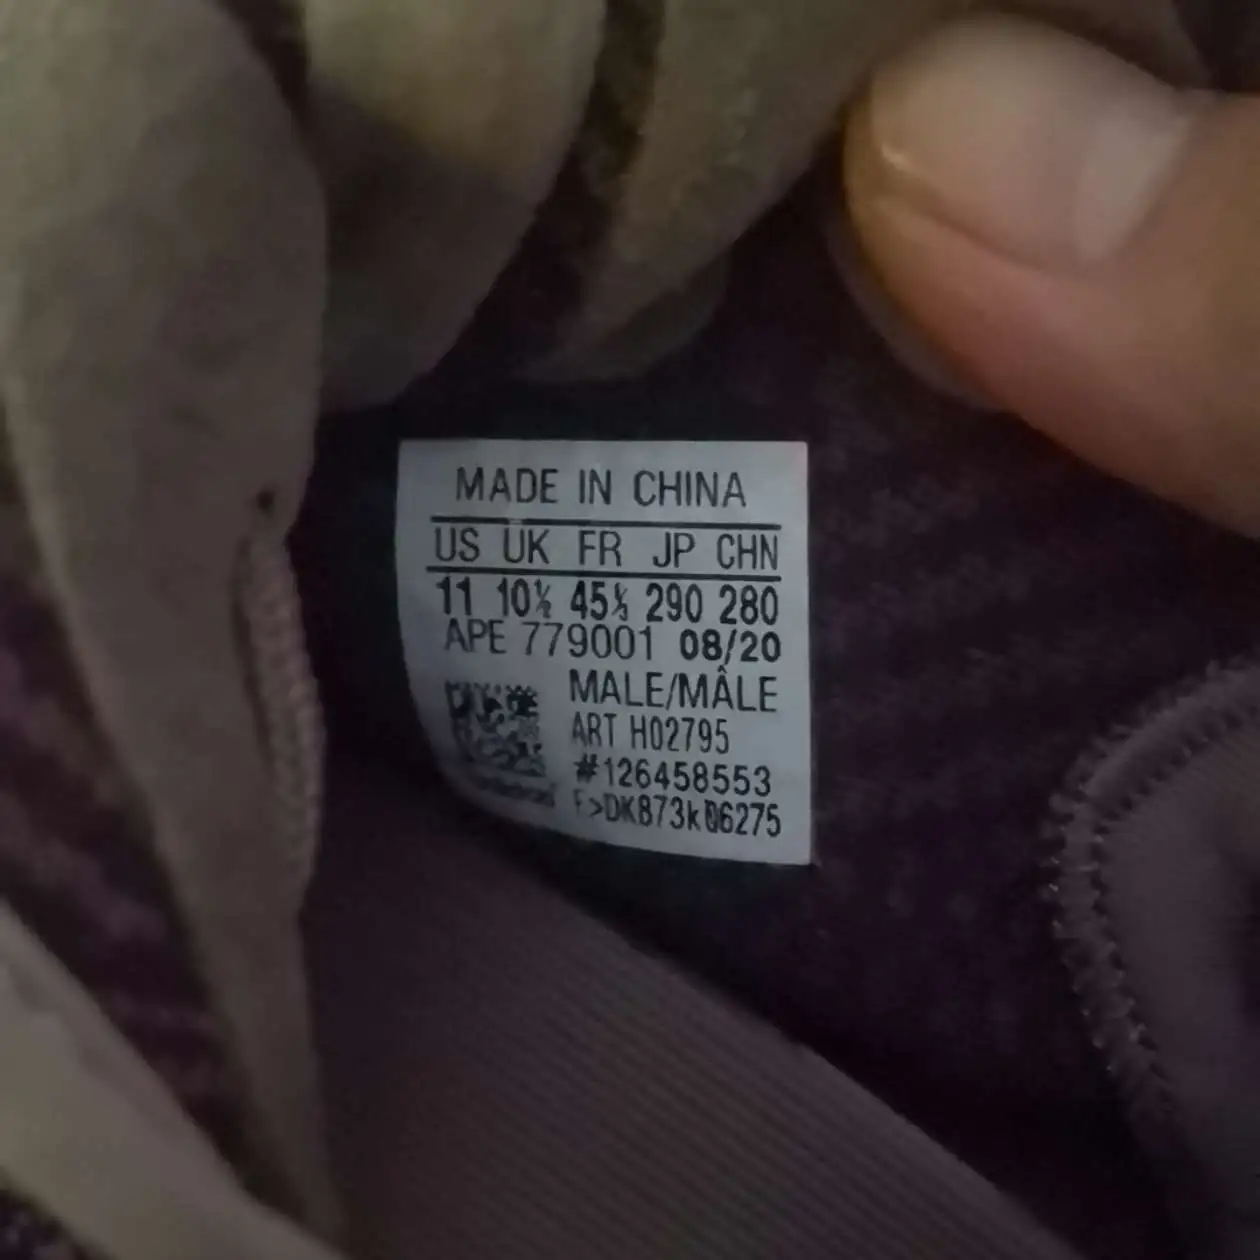 MADE IN CHINA
US UK FR JP CHN
11 10½ 45⅓ 290 280
APE 779001 08/20
MALE/MÂLE
ART H02795
#126458553
F>DK873k06275